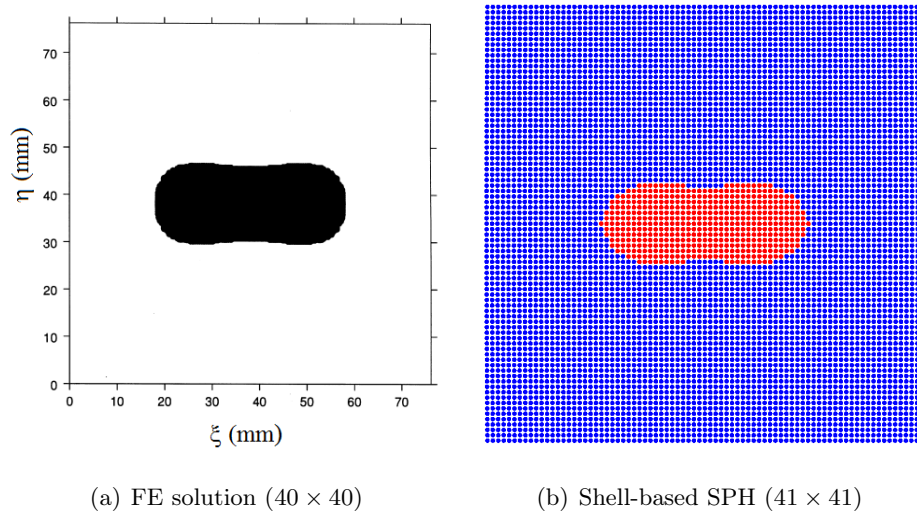 70
60
50
40
30
20
10
0
η (mm)
0 10 20 30 40 50 60 70
ξ (mm)
(a) FE solution (40 × 40)
(b) Shell-based SPH (41 × 41)